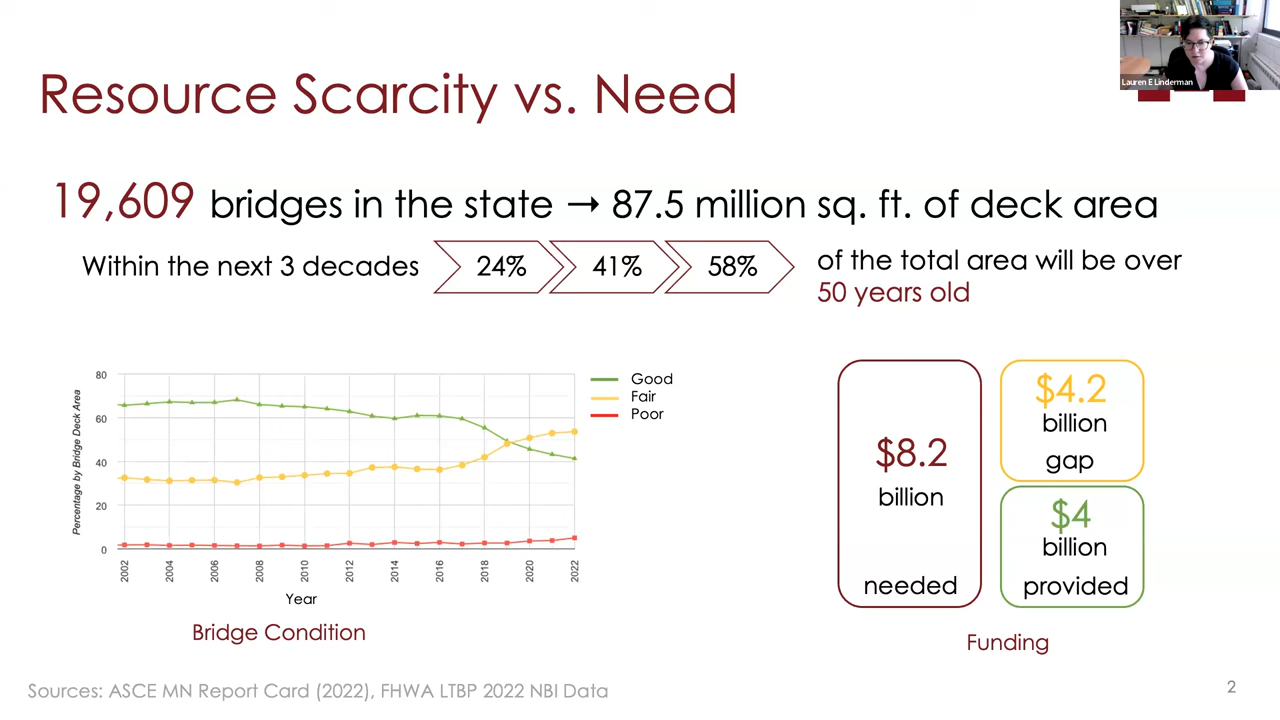 Lauren E Linderman
Resource Scarcity vs. Need
19,609 bridges in the state → 87.5 million sq. ft. of deck area
Within the next 3 decades
24%
41%
58%
of the total area will be over
50 years old
80
60
40
20
0
Percentage by Bridge Deck Area
2002
2004
2006
2008
2010
2012
2014
2016
2018
2020
2022
Year
Good
Fair
Poor
Bridge Condition
$8.2
billion
needed
$4.2
billion
gap
$4
billion
provided
Funding
Sources: ASCE MN Report Card (2022), FHWA LTBP 2022 NBI Data
2